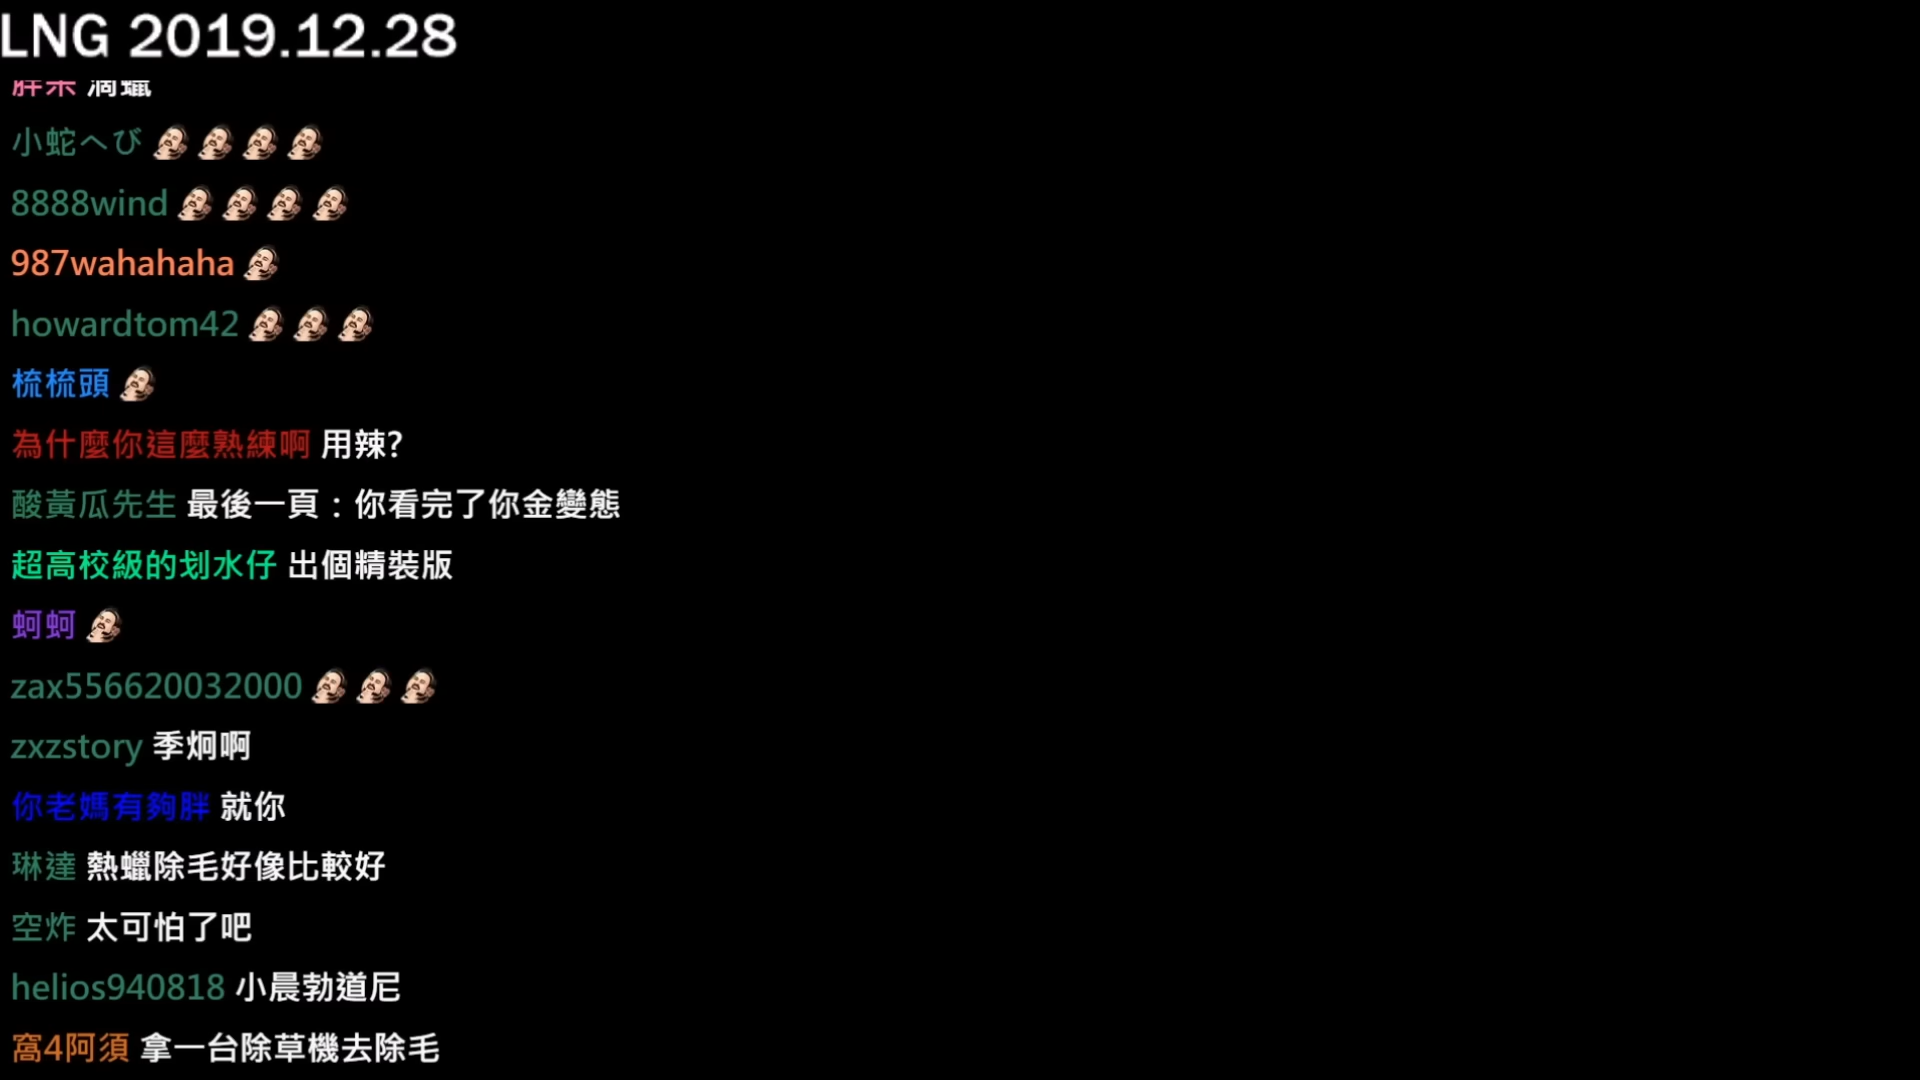 LNG 2019.12.28
滴蠟
小蛇へび
8888wind
987wahahaha
howardtom42
梳梳頭
為什麼你這麼熟練啊 用辣?
酸黃瓜先生 最後一頁：你看完了你金變態
超高校級的划水仔 出個精裝版
蚵蚵
zax556620032000
zxzstory 季炯啊
你老媽有夠胖 就你
琳達 熱蠟除毛好像比較好
空炸 太可怕了吧
helios940818 小晨勃道尼
窩4阿須 拿一台除草機去除毛